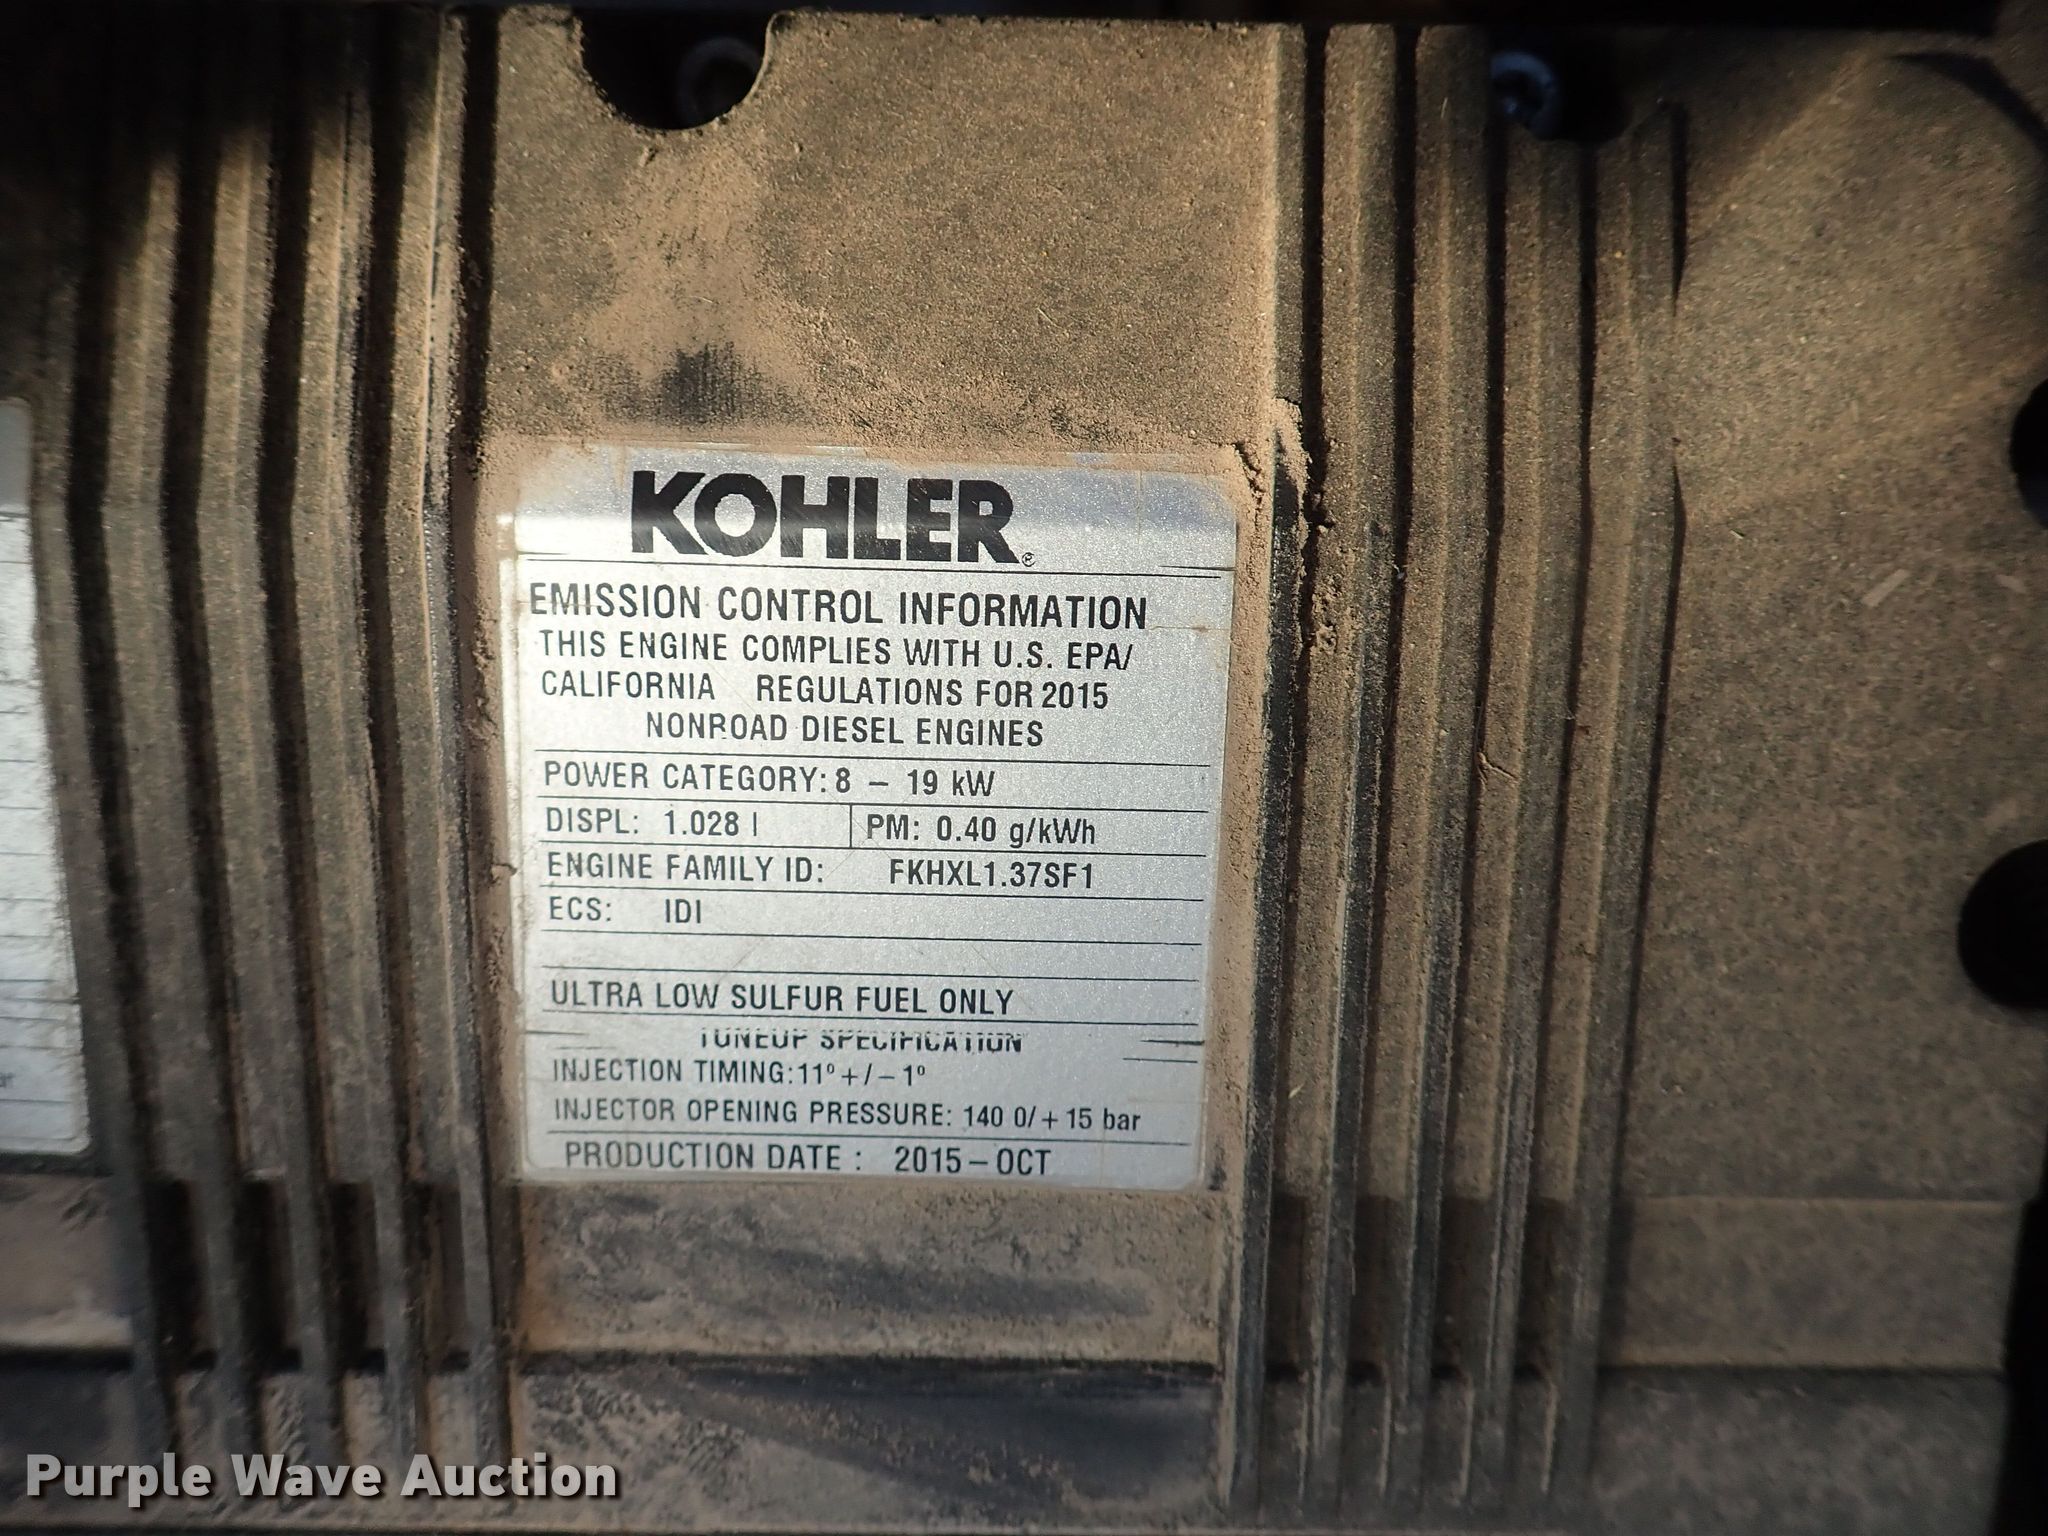 KOHLER®
EMISSION CONTROL INFORMATION
THIS ENGINE COMPLIES WITH U.S. EPA/
CALIFORNIA REGULATIONS FOR 2015
NONROAD DIESEL ENGINES
POWER CATEGORY: 8 – 19 kW
DISPL: 1.028 l PM: 0.40 g/kWh
ENGINE FAMILY ID: FKHXL1.37SF1
ECS: IDI
ULTRA LOW SULFUR FUEL ONLY
TUNEUP SPECIFICATION
INJECTION TIMING: 11º +/– 1º
INJECTOR OPENING PRESSURE: 140 0/+ 15 bar
PRODUCTION DATE : 2015–OCT
Purple Wave Auction